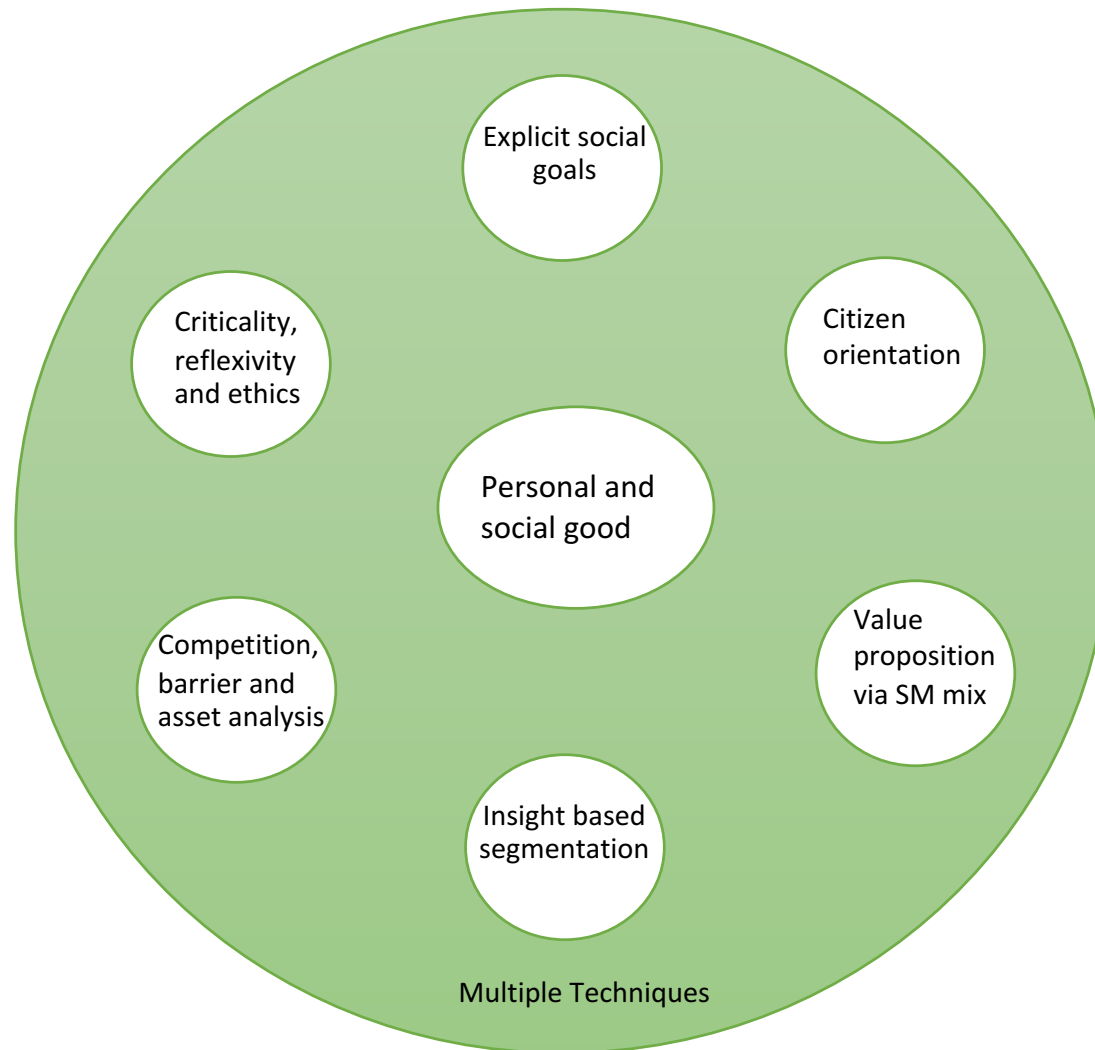 Explicit social
goals
Criticality,
reflexivity
and ethics
Citizen
orientation
Personal and
social good
Competition,
barrier and
asset analysis
Value
proposition
via SM mix
Insight based
segmentation
Multiple Techniques